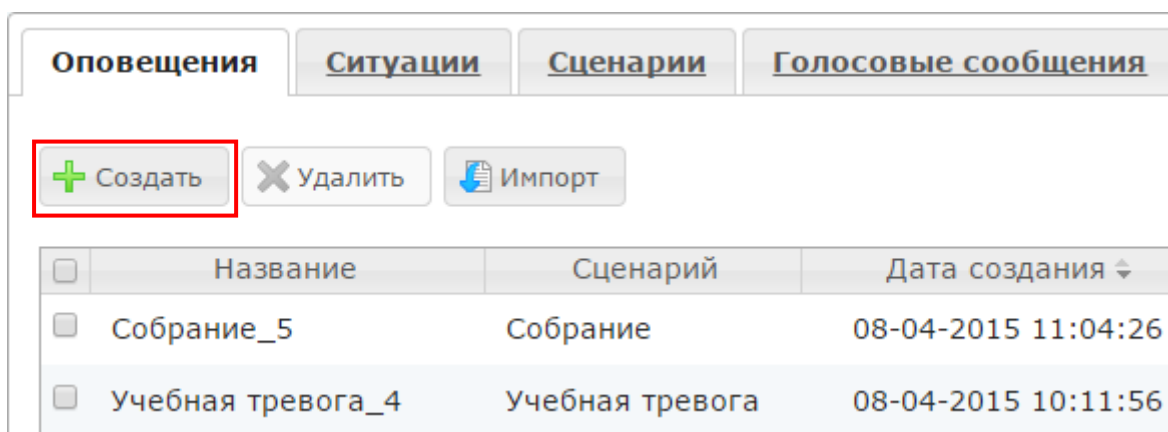 Оповещения Ситуации Сценарии Голосовые сообщения
Создать Удалить Импорт
Название Сценарий Дата создания
Собрание_5 Собрание 08-04-2015 11:04:26
Учебная тревога_4 Учебная тревога 08-04-2015 10:11:56